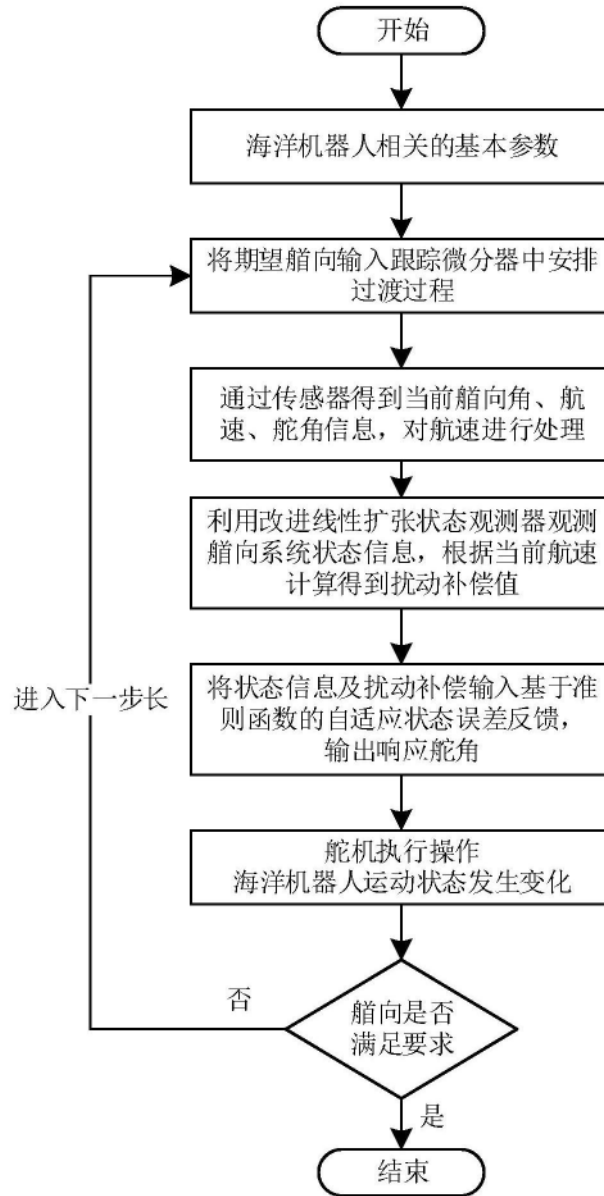 开始
海洋机器人相关的基本参数
将期望艏向输入跟踪微分器中安排
过渡过程
通过传感器得到当前艏向角、航
速、舵角信息，对航速进行处理
利用改进线性扩张状态观测器观测
艏向系统状态信息，根据当前航速
计算得到扰动补偿值
进入下一步长
将状态信息及扰动补偿输入基于准
则函数的自适应状态误差反馈，
输出响应舵角
舵机执行操作
海洋机器人运动状态发生变化
否
艏向是否
满足要求
是
结束